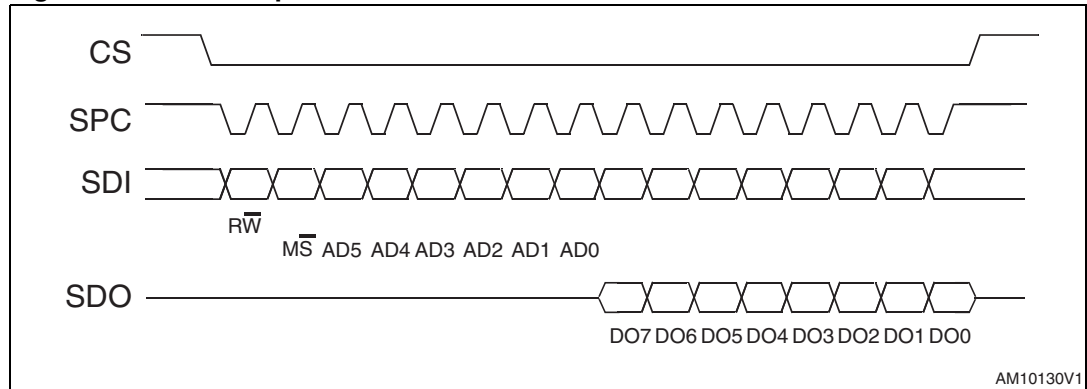 CS
SPC
SDI
RW̅
MS̅ AD5 AD4 AD3 AD2 AD1 AD0
SDO
DO7 DO6 DO5 DO4 DO3 DO2 DO1 DO0
AM10130V1